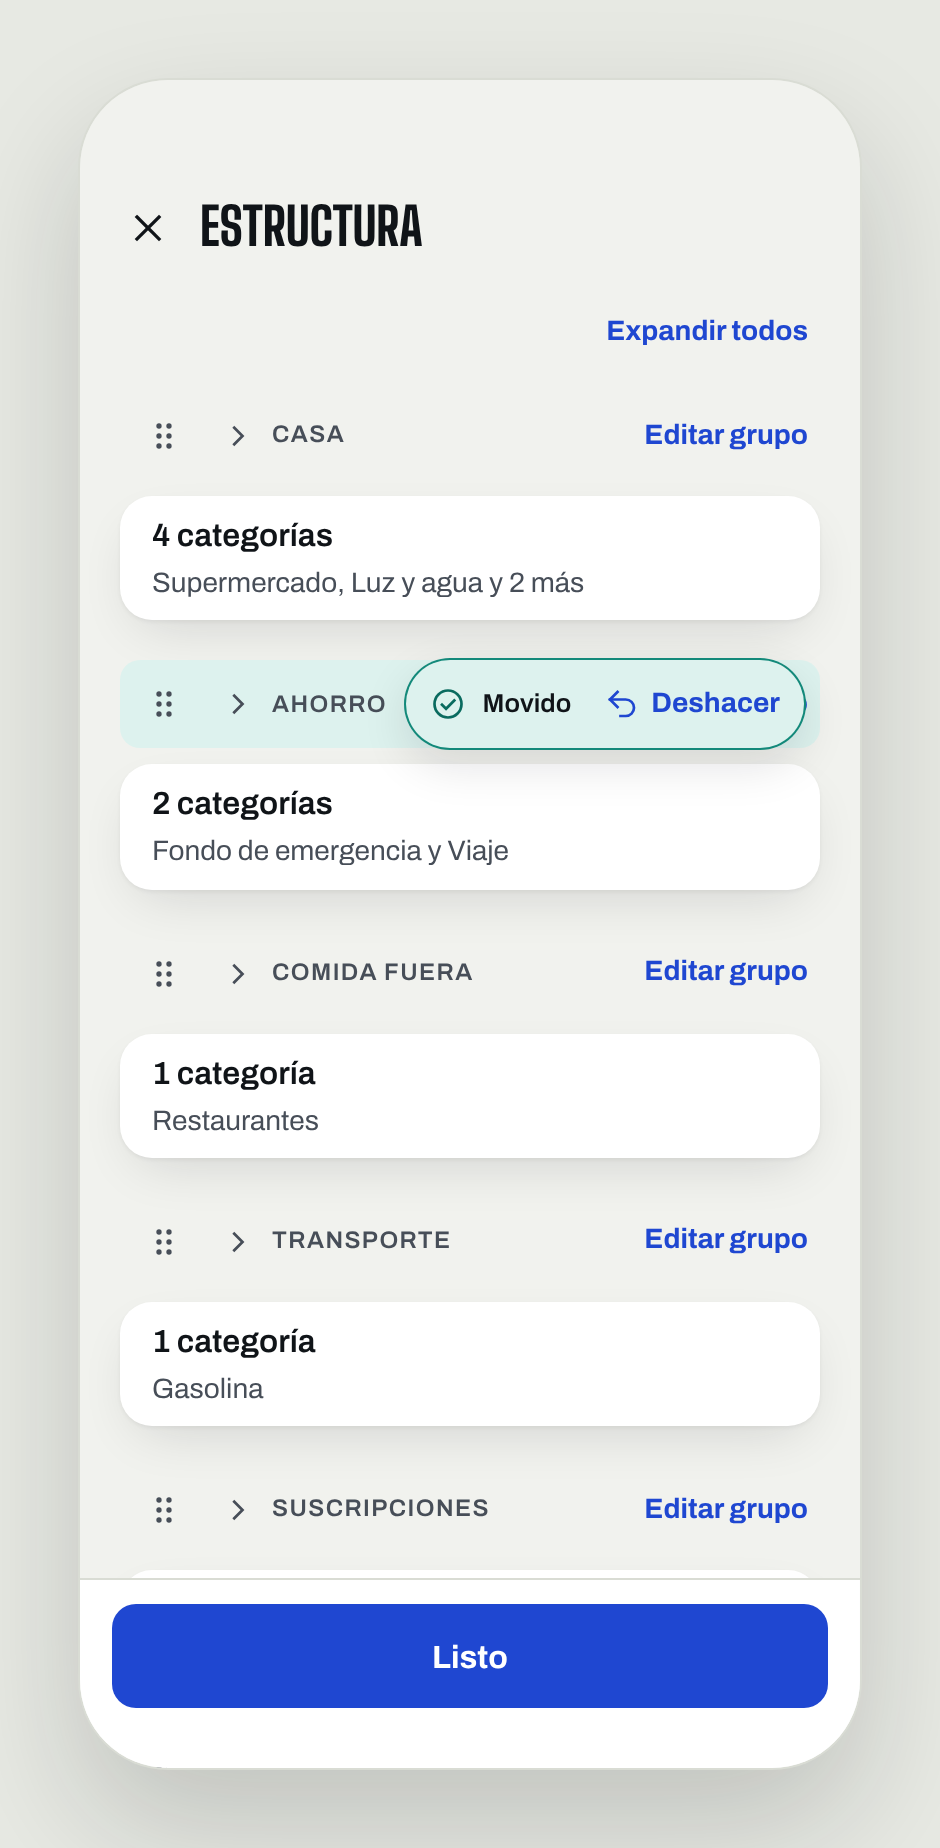 ESTRUCTURA
Expandir todos
CASA Editar grupo
4 categorías
Supermercado, Luz y agua y 2 más
AHORRO Movido Deshacer
2 categorías
Fondo de emergencia y Viaje
COMIDA FUERA Editar grupo
1 categoría
Restaurantes
TRANSPORTE Editar grupo
1 categoría
Gasolina
SUSCRIPCIONES Editar grupo
Listo